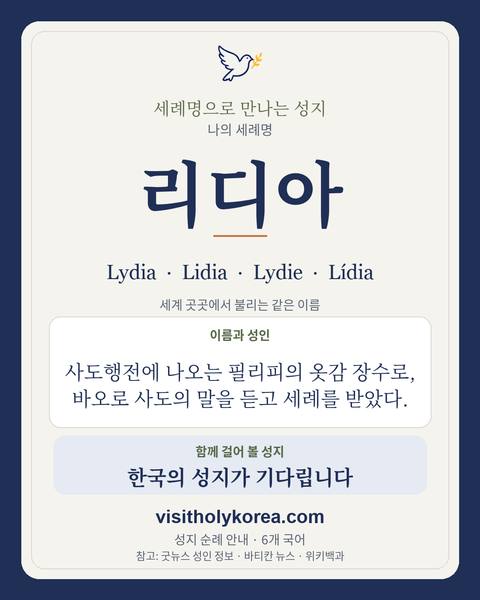 세례명으로 만나는 성지
나의 세례명
리디아
Lydia · Lidia · Lydie · Lídia
세계 곳곳에서 불리는 같은 이름
이름과 성인
사도행전에 나오는 필리피의 옷감 장수로,
바오로 사도의 말을 듣고 세례를 받았다.
함께 걸어 볼 성지
한국의 성지가 기다립니다
visitholykorea.com
성지 순례 안내 · 6개 국어
참고: 굿뉴스 성인 정보 · 바티칸 뉴스 · 위키백과